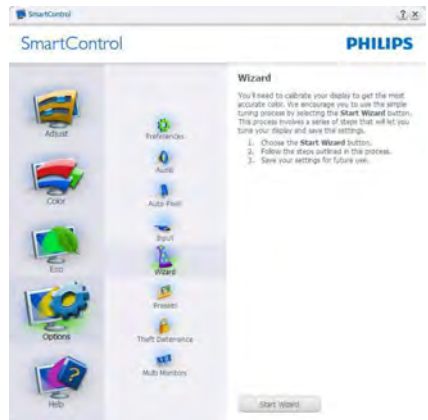 SmartControl
? ×
SmartControl
PHILIPS
Adjust
Color
Eco
Options
Help
Preferences
Audio
Auto-Pixel
Input
Wizard
Presets
Theft Deterrence
Multi Monitors
Wizard
You'll need to calibrate your display to get the most
accurate color. We encourage you to use the simple
tuning process by selecting the Start Wizard button.
This process involves a series of steps that will let you
tune your display and save the settings.
1. Choose the Start Wizard button.
2. Follow the steps outlined in the process.
3. Save your settings for future use.
Start Wizard